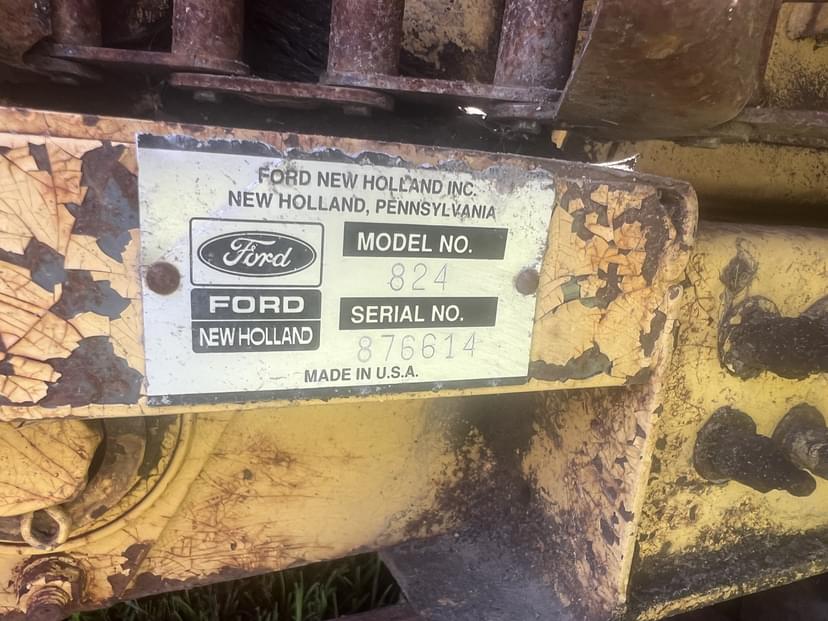 FORD NEW HOLLAND INC.
NEW HOLLAND, PENNSYLVANIA
Ford
FORD
NEW HOLLAND
MODEL NO.
824
SERIAL NO.
876614
MADE IN U.S.A.